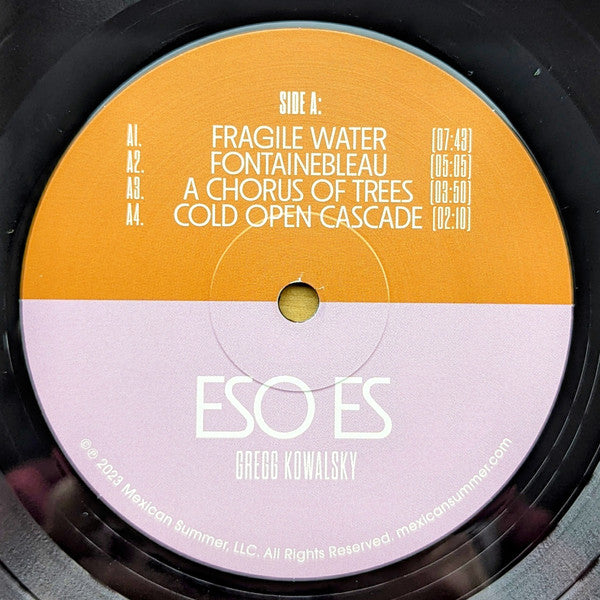 SIDE A:
A1. FRAGILE WATER [07:43]
A2. FONTAINEBLEAU [05:05]
A3. A CHORUS OF TREES [03:50]
A4. COLD OPEN CASCADE [02:10]
ESO ES
GREGG KOWALSKY
©℗ 2023 Mexican Summer, LLC. All Rights Reserved. mexicansummer.com